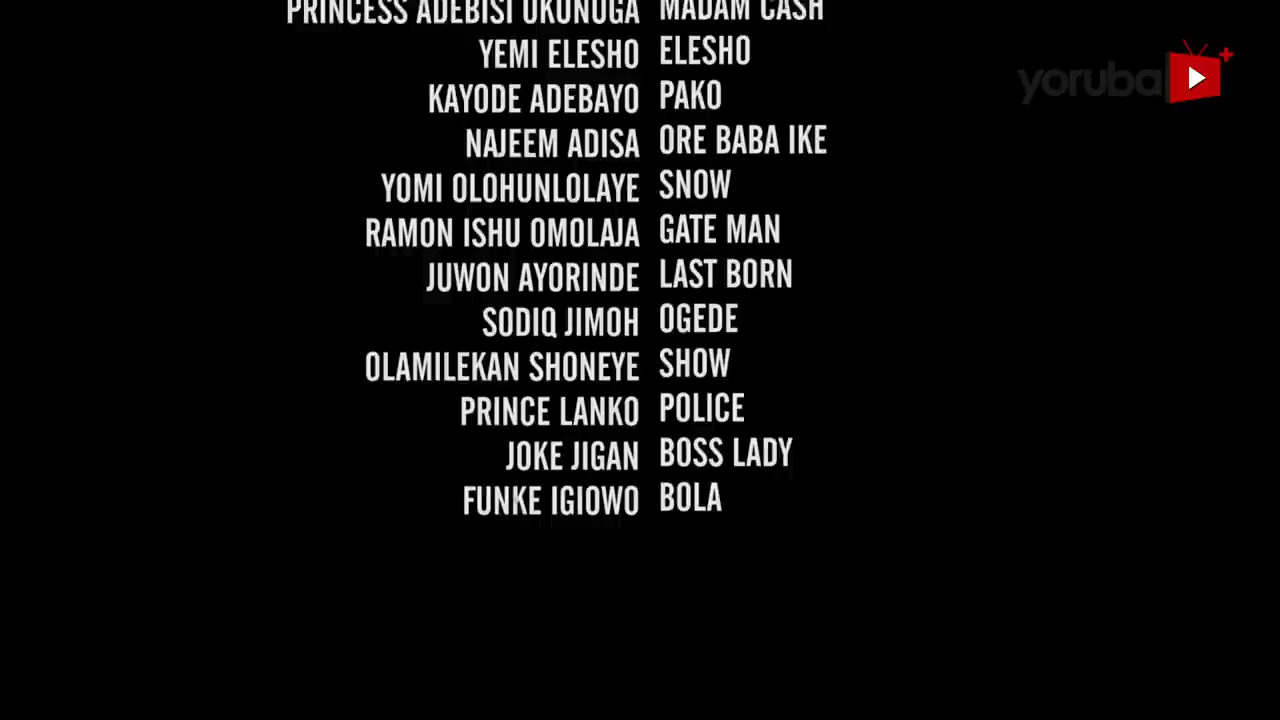 PRINCESS ADEBISI OKUNUGA MADAM CASH
YEMI ELESHO ELESHO
KAYODE ADEBAYO PAKO
NAJEEM ADISA ORE BABA IKE
YOMI OLOHUNLOLAYE SNOW
RAMON ISHU OMOLAJA GATE MAN
JUWON AYORINDE LAST BORN
SODIQ JIMOH OGEDE
OLAMILEKAN SHONEYE SHOW
PRINCE LANKO POLICE
JOKE JIGAN BOSS LADY
FUNKE IGIOWO BOLA
yoruba +